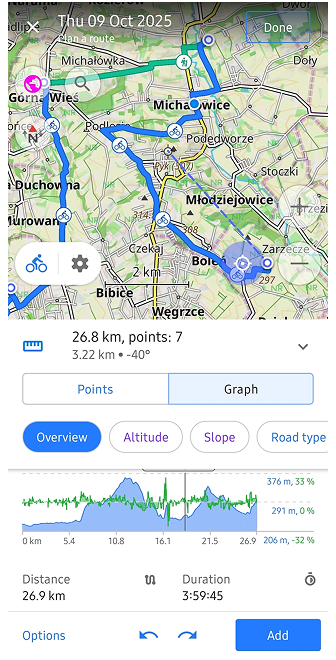 Thu 09 Oct 2025
Done
Plan a route
Michałówka
Doły
Górna Wieś
Michałowice
Podedworze
Stoczki
a Duchowna
Młodziejowice
Murowan
314
308
Czekaj
Boleń
Zarzecze
297
2 km
Bibice
Węgrzce
26.8 km, points: 7
3.22 km • -40°
Points
Graph
Overview
Altitude
Slope
Road type
376 m, 33 %
291 m, 0 %
206 m, -32 %
0 km
5.4
10.8
16.1
21.5
26.9
Distance
26.9 km
Duration
3:59:45
Options
Add